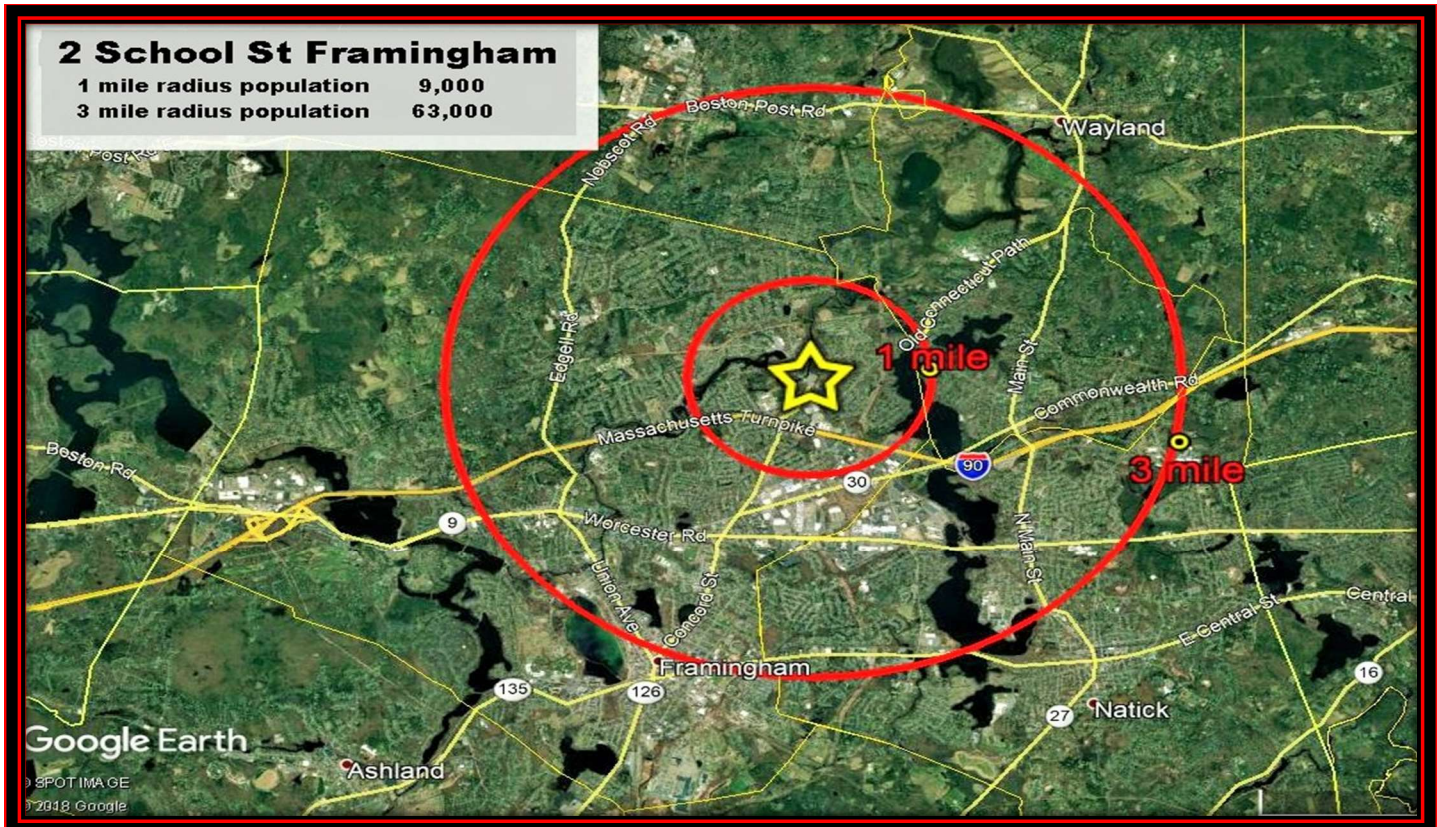 2 School St Framingham
1 mile radius population 9,000
3 mile radius population 63,000
Boston Post Rd
Wayland
Post Rd
Nobscot Rd
Old Connecticut Path
Edgell Rd
1 mile
Main St
Commonwealth Rd
Massachusetts Turnpike
Boston Rd
90
3 mile
30
9
Worcester Rd
N Main St
Union Ave
Concord St
E Central St
Central
Framingham
16
135
126
27
Natick
Google Earth
Ashland
SPOT IMAGE
2018 Google